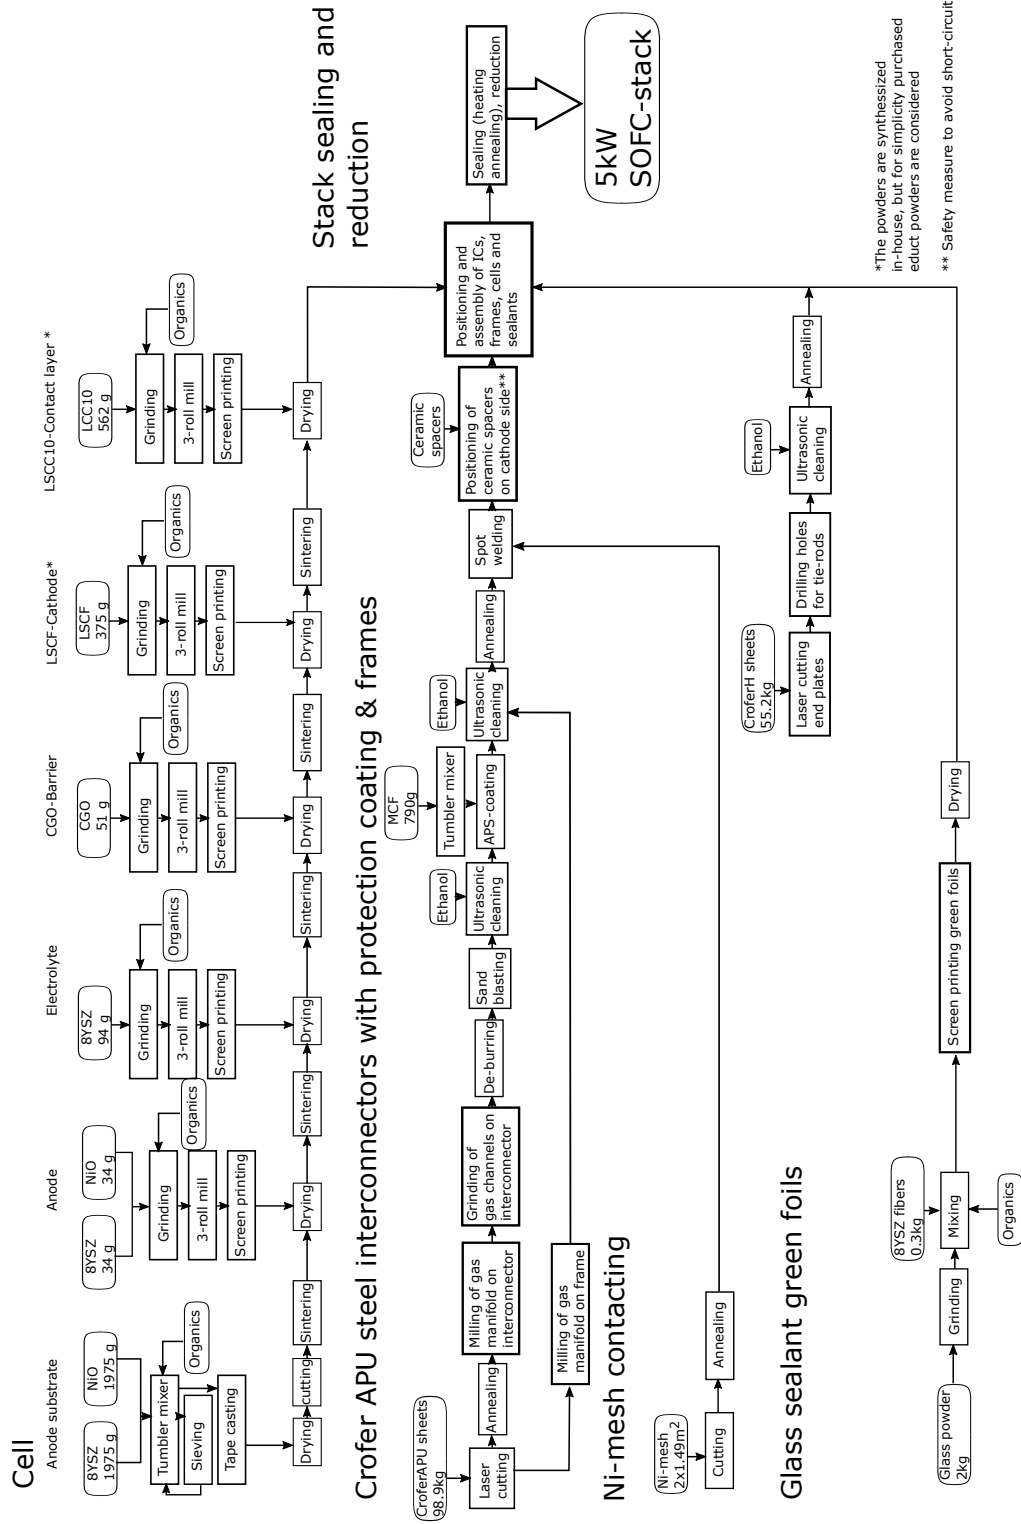 Cell
Anode substrate
8YSZ
1975 g
NiO
1975 g
Tumbler mixer
Organics
Sieving
Tape casting
Drying
cutting
Sintering
Anode
8YSZ
34 g
NiO
34 g
Grinding
Organics
3-roll mill
Screen printing
Drying
Sintering
Electrolyte
8YSZ
94 g
Grinding
Organics
3-roll mill
Screen printing
Drying
Sintering
CGO-Barrier
CGO
51 g
Grinding
Organics
3-roll mill
Screen printing
Drying
Sintering
LSCF-Cathode*
LSCF
375 g
Grinding
Organics
3-roll mill
Screen printing
Drying
Sintering
LSCC10-Contact layer *
LCC10
562 g
Grinding
Organics
3-roll mill
Screen printing
Drying
Stack sealing and
reduction
Crofer APU steel interconnectors with protection coating & frames
CroferAPU sheets
98.9kg
Laser
cutting
Annealing
Milling of gas
manifold on
interconnector
Grinding of
gas channels on
interconnector
De-burring
Sand
blasting
Ethanol
Ultrasonic
cleaning
MCF
790g
Tumbler mixer
APS-coating
Ethanol
Ultrasonic
cleaning
Annealing
Spot
welding
Ceramic
spacers
Positioning of
ceramic spacers
on cathode side**
Positioning and
assembly of ICs,
frames, cells and
sealants
Sealing (heating
annealing), reduction
5kW
SOFC-stack
Milling of gas
manifold on frame
Ni-mesh contacting
Ni-mesh
2x1.49m2
Cutting
Annealing
CroferH sheets
55.2kg
Laser cutting
end plates
Drilling holes
for tie-rods
Ethanol
Ultrasonic
cleaning
Annealing
Glass sealant green foils
Glass powder
2kg
Grinding
8YSZ fibers
0.3kg
Mixing
Organics
Screen printing green foils
Drying
*The powders are synthessized
in-house, but for simplicity purchased
educt powders are considered
** Safety measure to avoid short-circuit